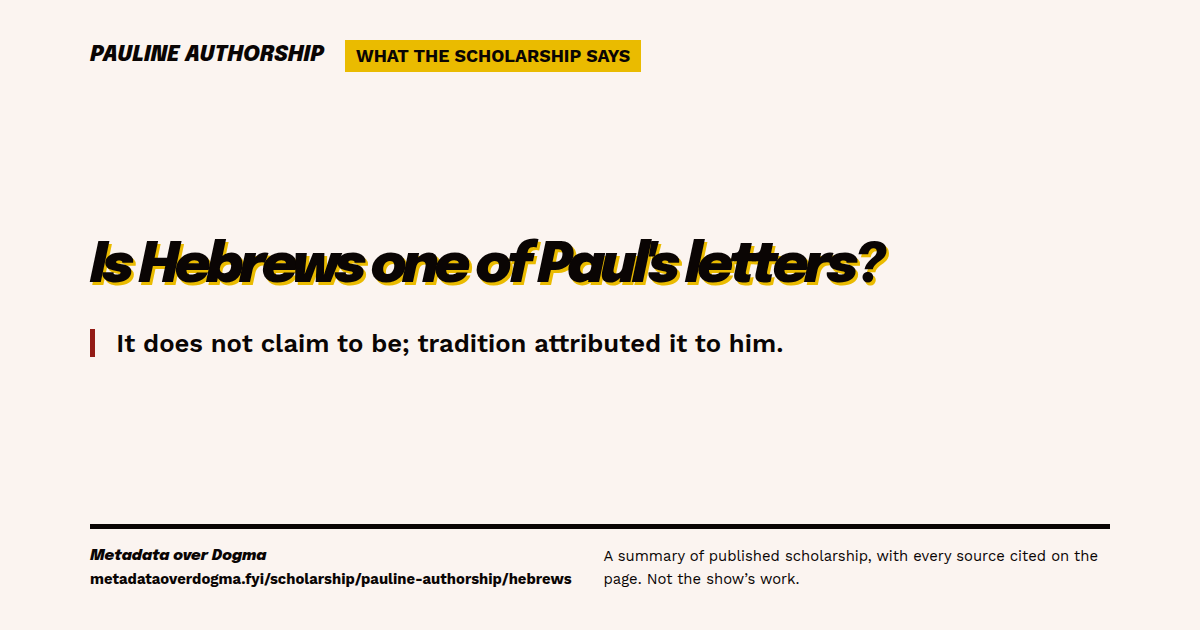 PAULINE AUTHORSHIP
WHAT THE SCHOLARSHIP SAYS
Is Hebrews one of Paul's letters?
It does not claim to be; tradition attributed it to him.
Metadata over Dogma
metadataoverdogma.fyi/scholarship/pauline-authorship/hebrews
A summary of published scholarship, with every source cited on the
page. Not the show’s work.